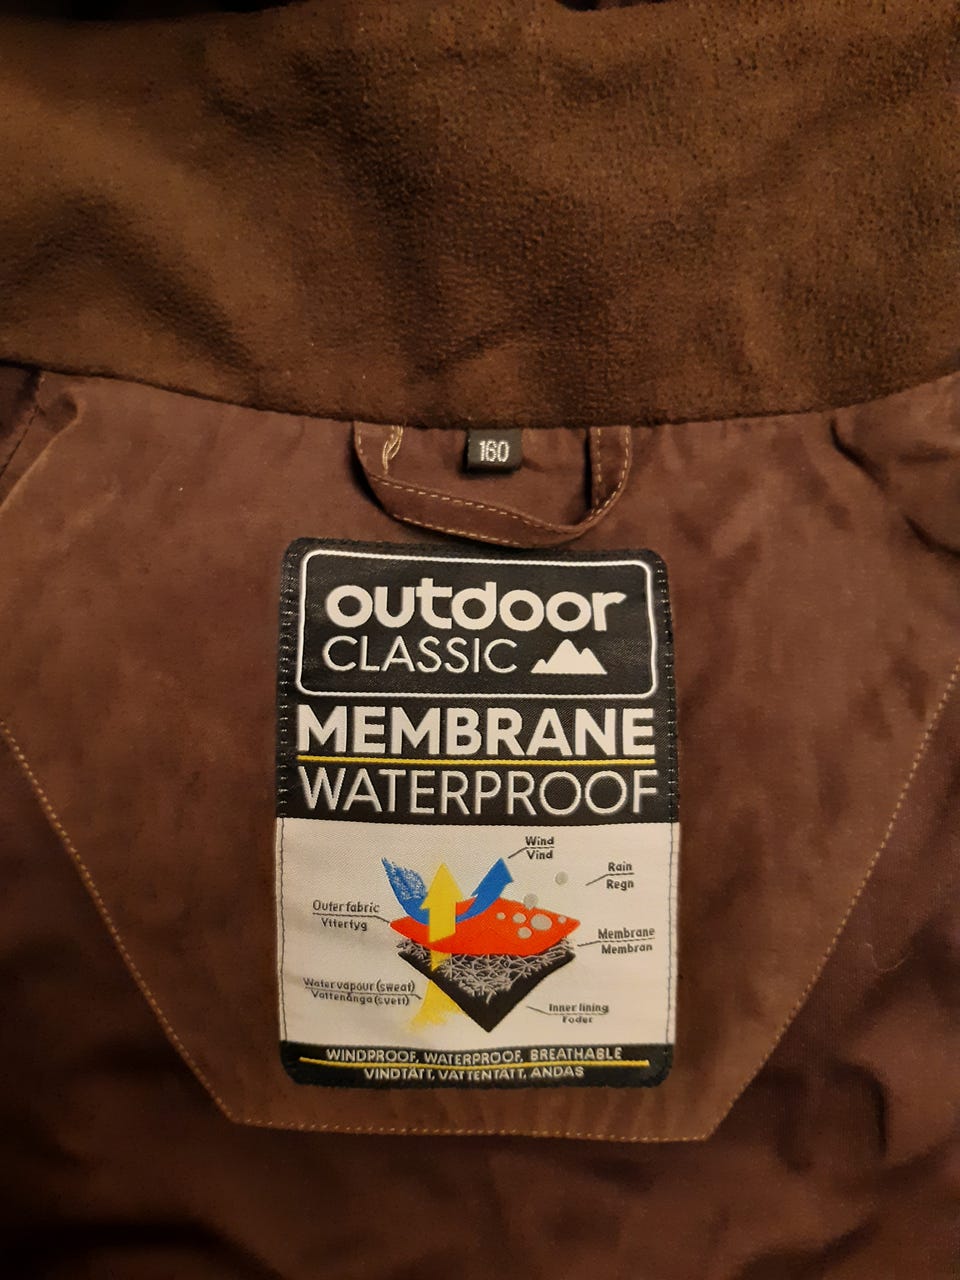 160
outdoor
CLASSIC
MEMBRANE
WATERPROOF
Wind
Vind
Rain
Regn
Outer fabric
Yttertyg
Membrane
Membran
Water vapour (sweat)
Vattenånga (svett)
Inner lining
Foder
WINDPROOF, WATERPROOF, BREATHABLE
VINDTÄTT, VATTENTÄTT, ANDAS